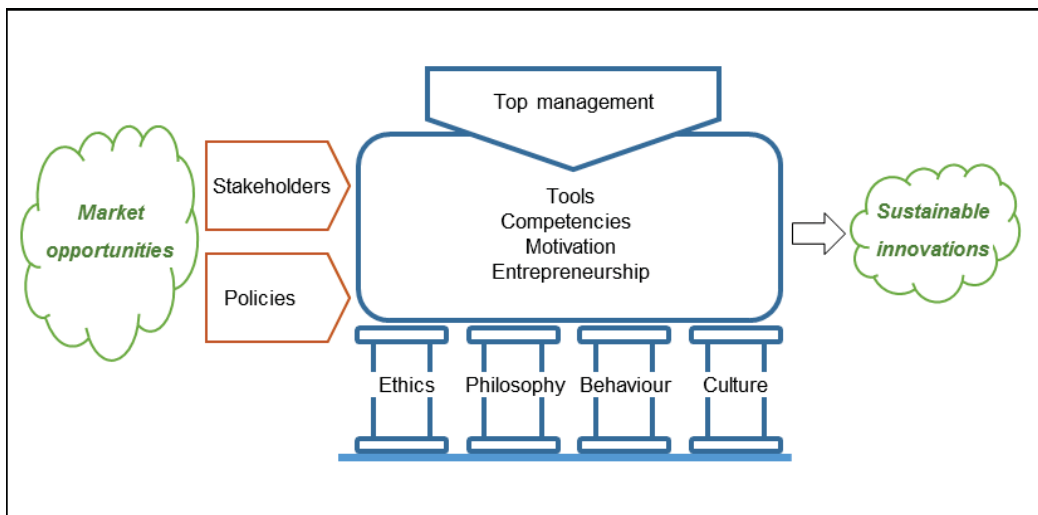 Top management
Market
opportunities
Stakeholders
Policies
Tools
Competencies
Motivation
Entrepreneurship
Sustainable
innovations
Ethics
Philosophy
Behaviour
Culture